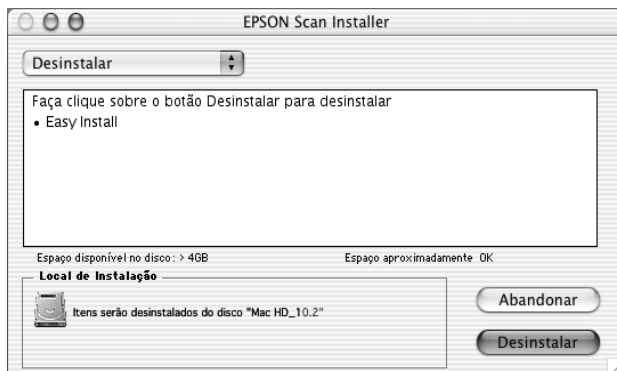 EPSON Scan Installer
Desinstalar
Faça clique sobre o botão Desinstalar para desinstalar
• Easy Install
Espaço disponível no disco: > 4GB Espaço aproximadamente 0K
Local de Instalação
Itens serão desinstalados do disco "Mac HD_10.2"
Abandonar
Desinstalar